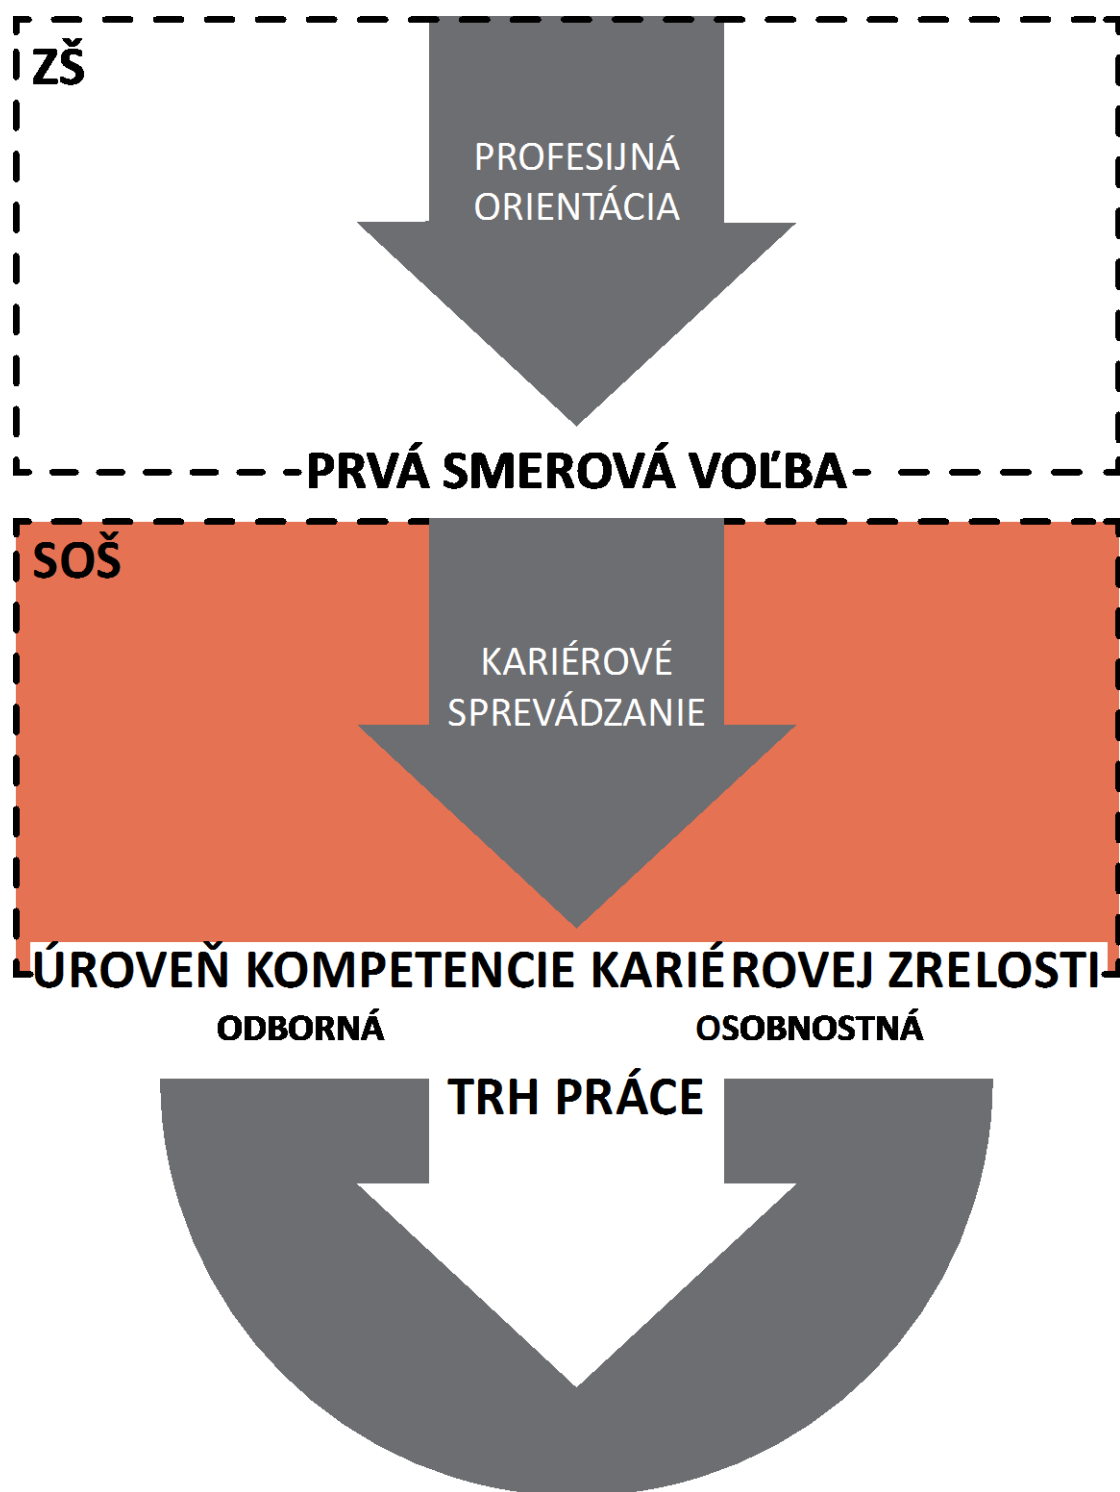 ZŠ
PROFESIJNÁ
ORIENTÁCIA
PRVÁ SMEROVÁ VOĽBA
SOŠ
KARIÉROVÉ
SPREVÁDZANIE
ÚROVEŇ KOMPETENCIE KARIÉROVEJ ZRELOSTI
ODBORNÁ OSOBNOSTNÁ
TRH PRÁCE